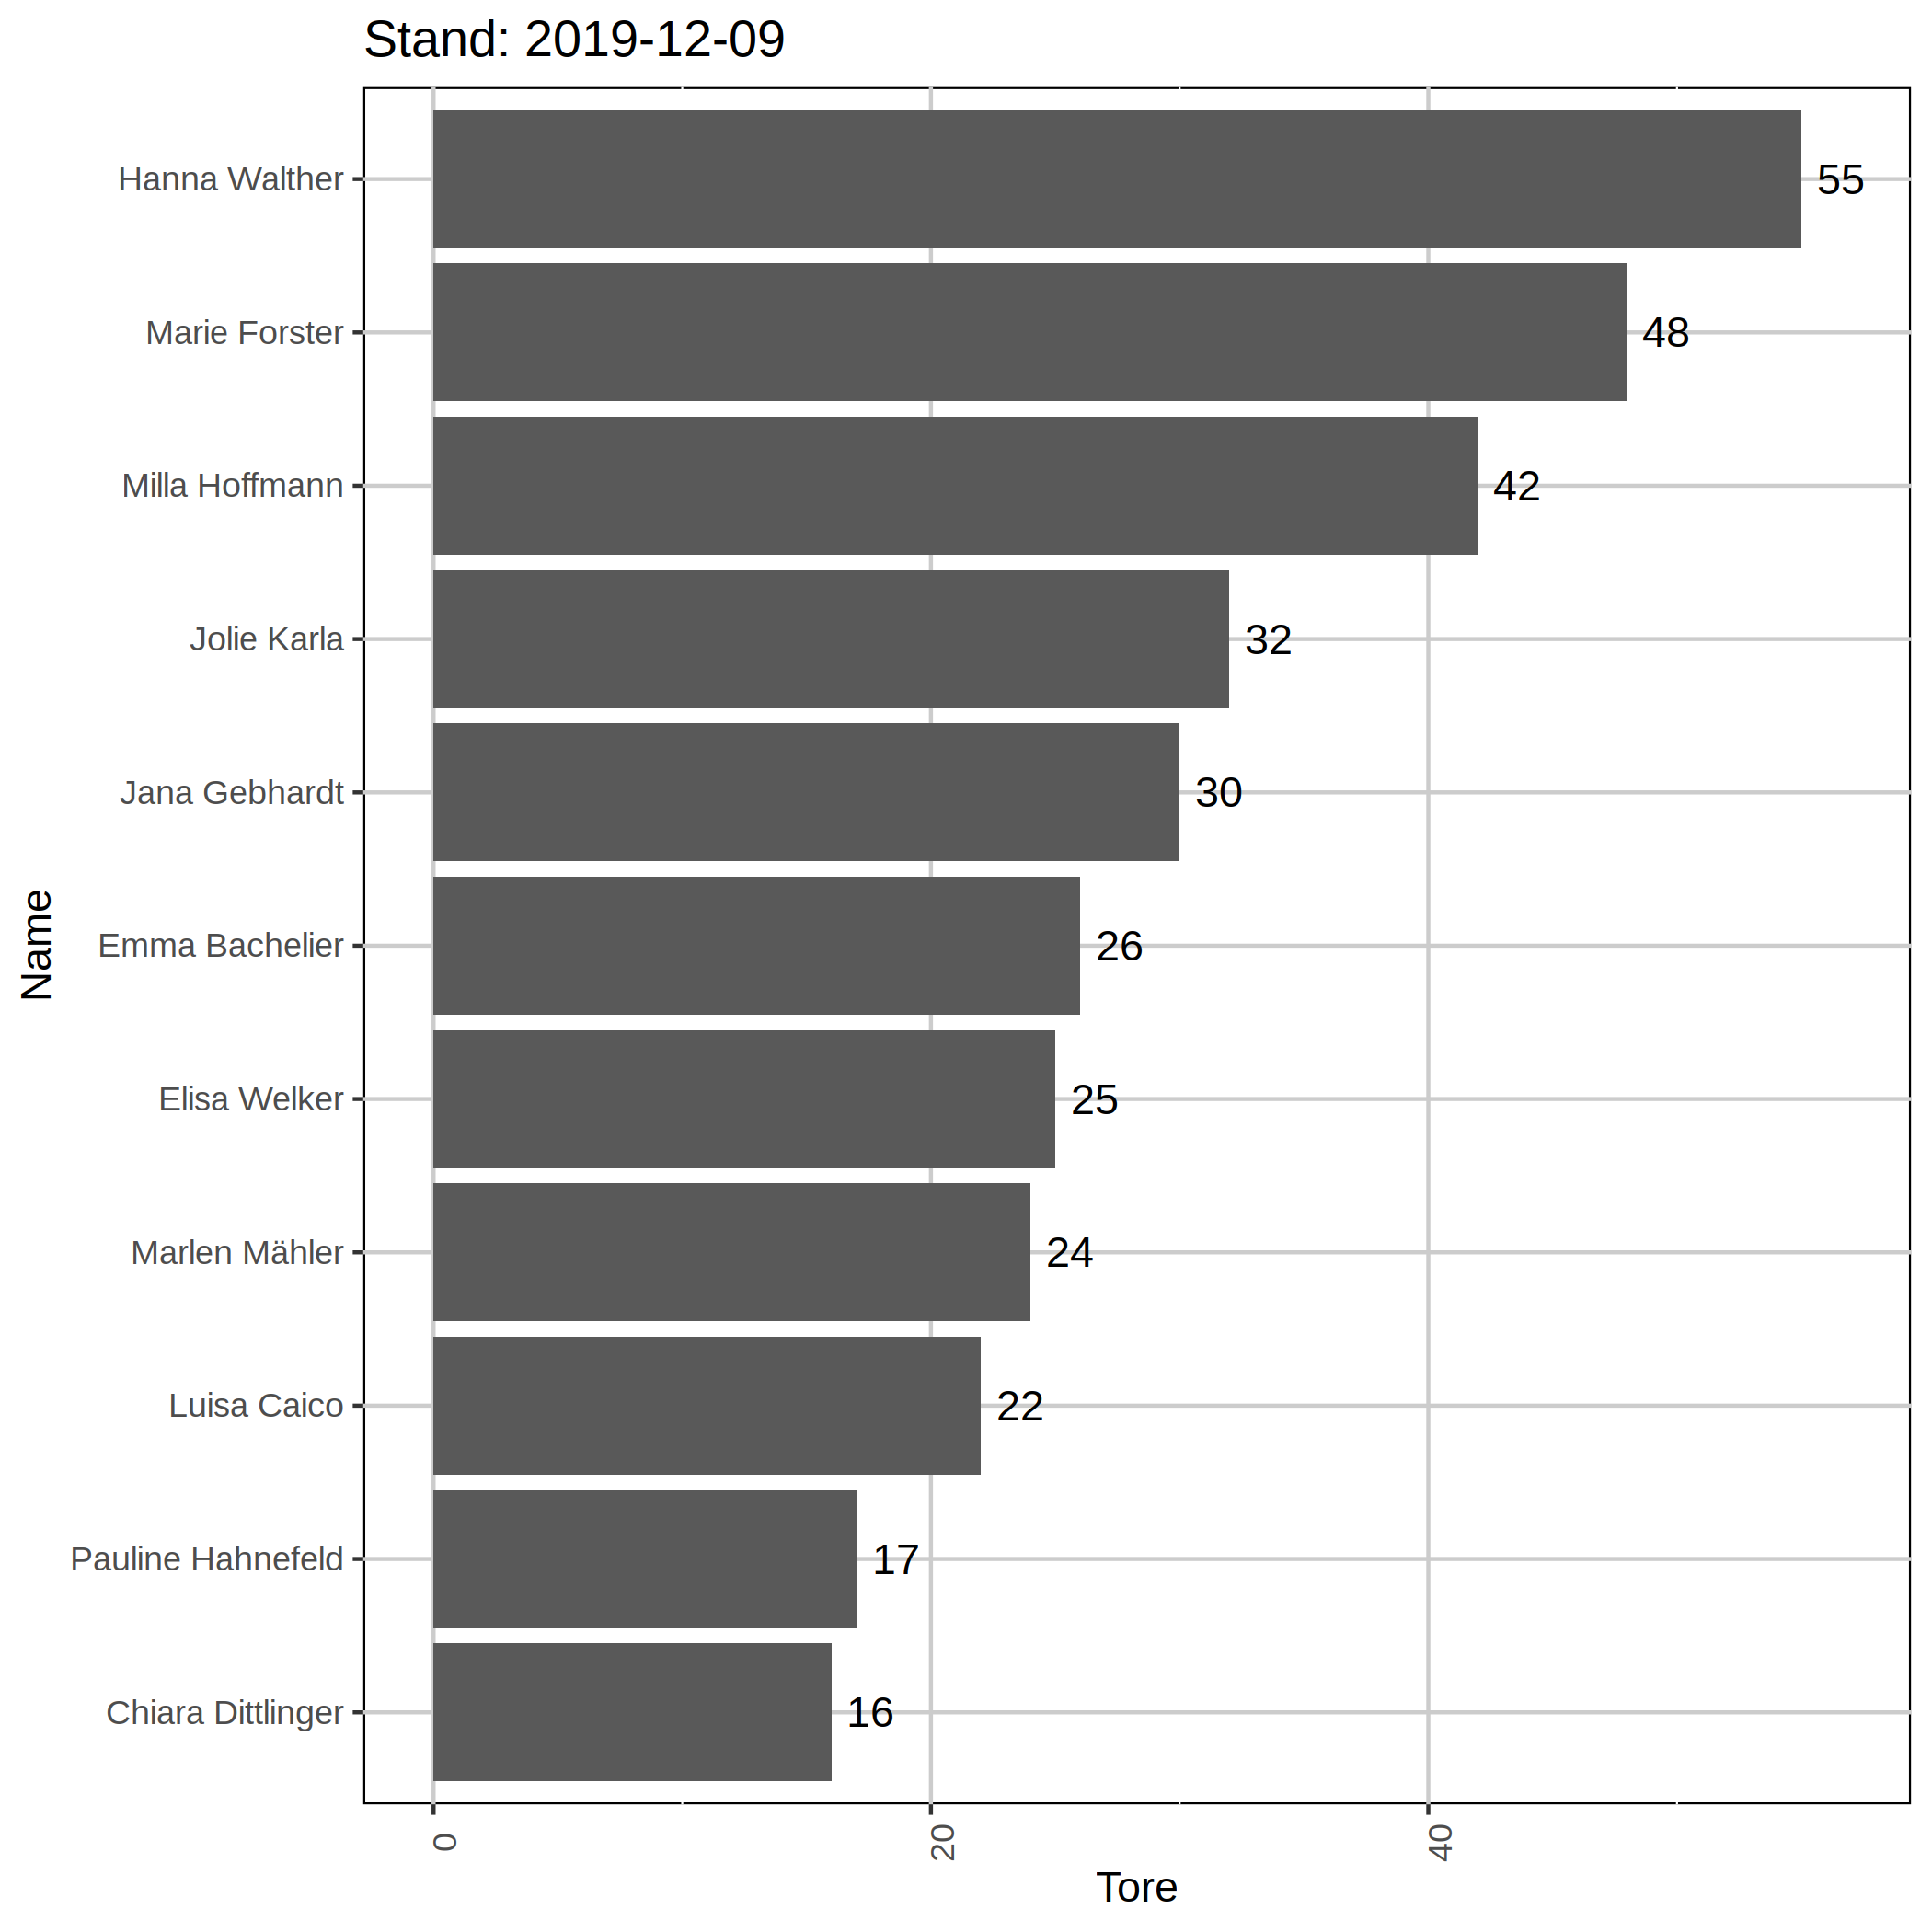 Stand: 2019-12-09
Name
Hanna Walther 55
Marie Forster 48
Milla Hoffmann 42
Jolie Karla 32
Jana Gebhardt 30
Emma Bachelier 26
Elisa Welker 25
Marlen Mähler 24
Luisa Caico 22
Pauline Hahnefeld 17
Chiara Dittlinger 16
0 20 40
Tore